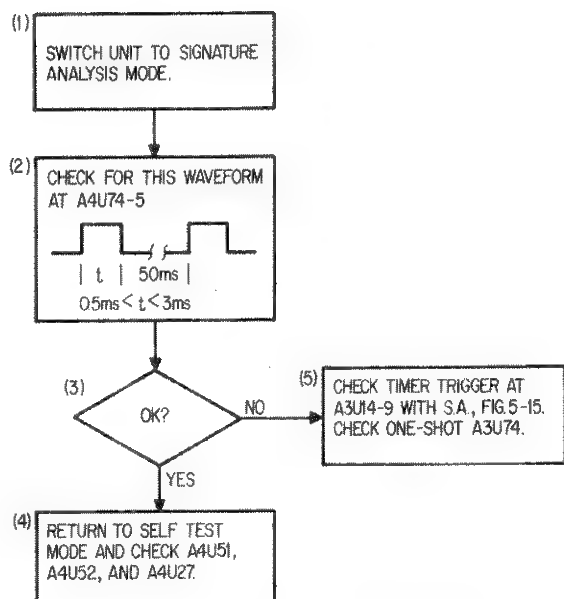 (1)
SWITCH UNIT TO SIGNATURE
ANALYSIS MODE.
(2)
CHECK FOR THIS WAVEFORM
AT A4U74-5
t 50ms
0.5ms < t < 3ms
(3)
OK?
NO
YES
(5)
CHECK TIMER TRIGGER AT
A3U14-9 WITH S.A., FIG. 5-15.
CHECK ONE-SHOT A3U74.
(4)
RETURN TO SELF TEST
MODE AND CHECK A4U51,
A4U52, AND A4U27.